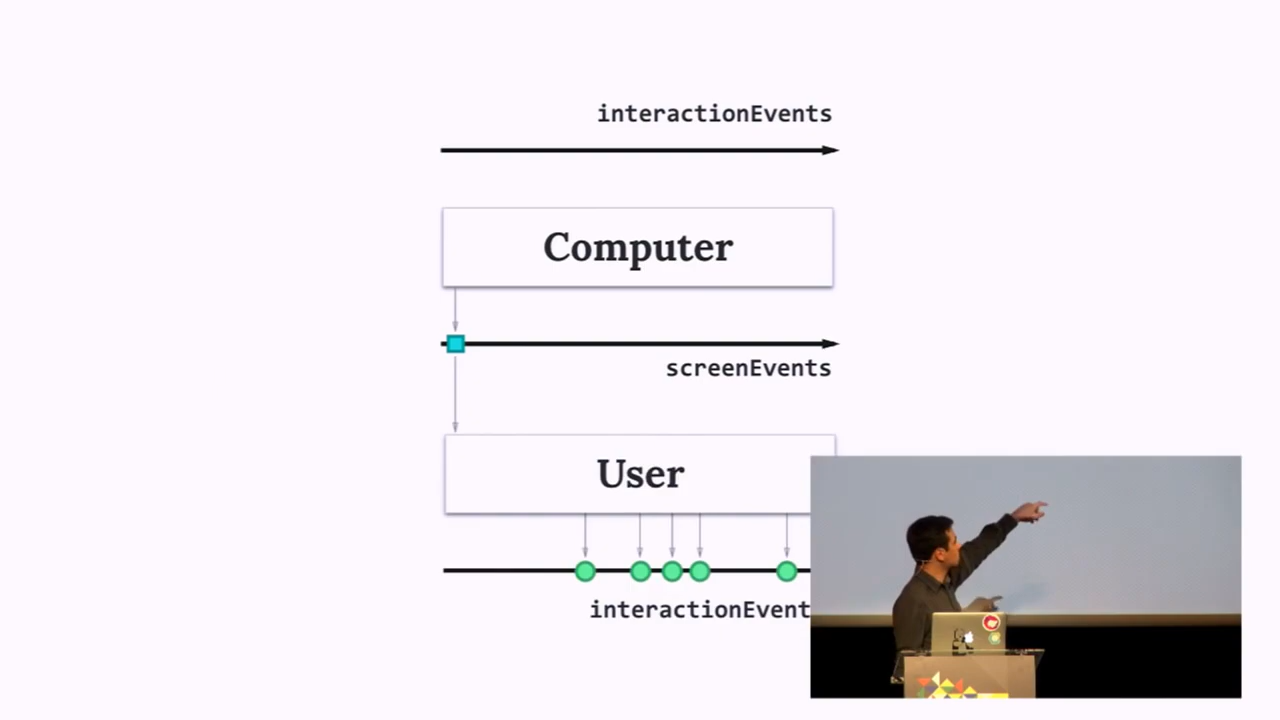 interactionEvents
Computer
screenEvents
User
interactionEvent